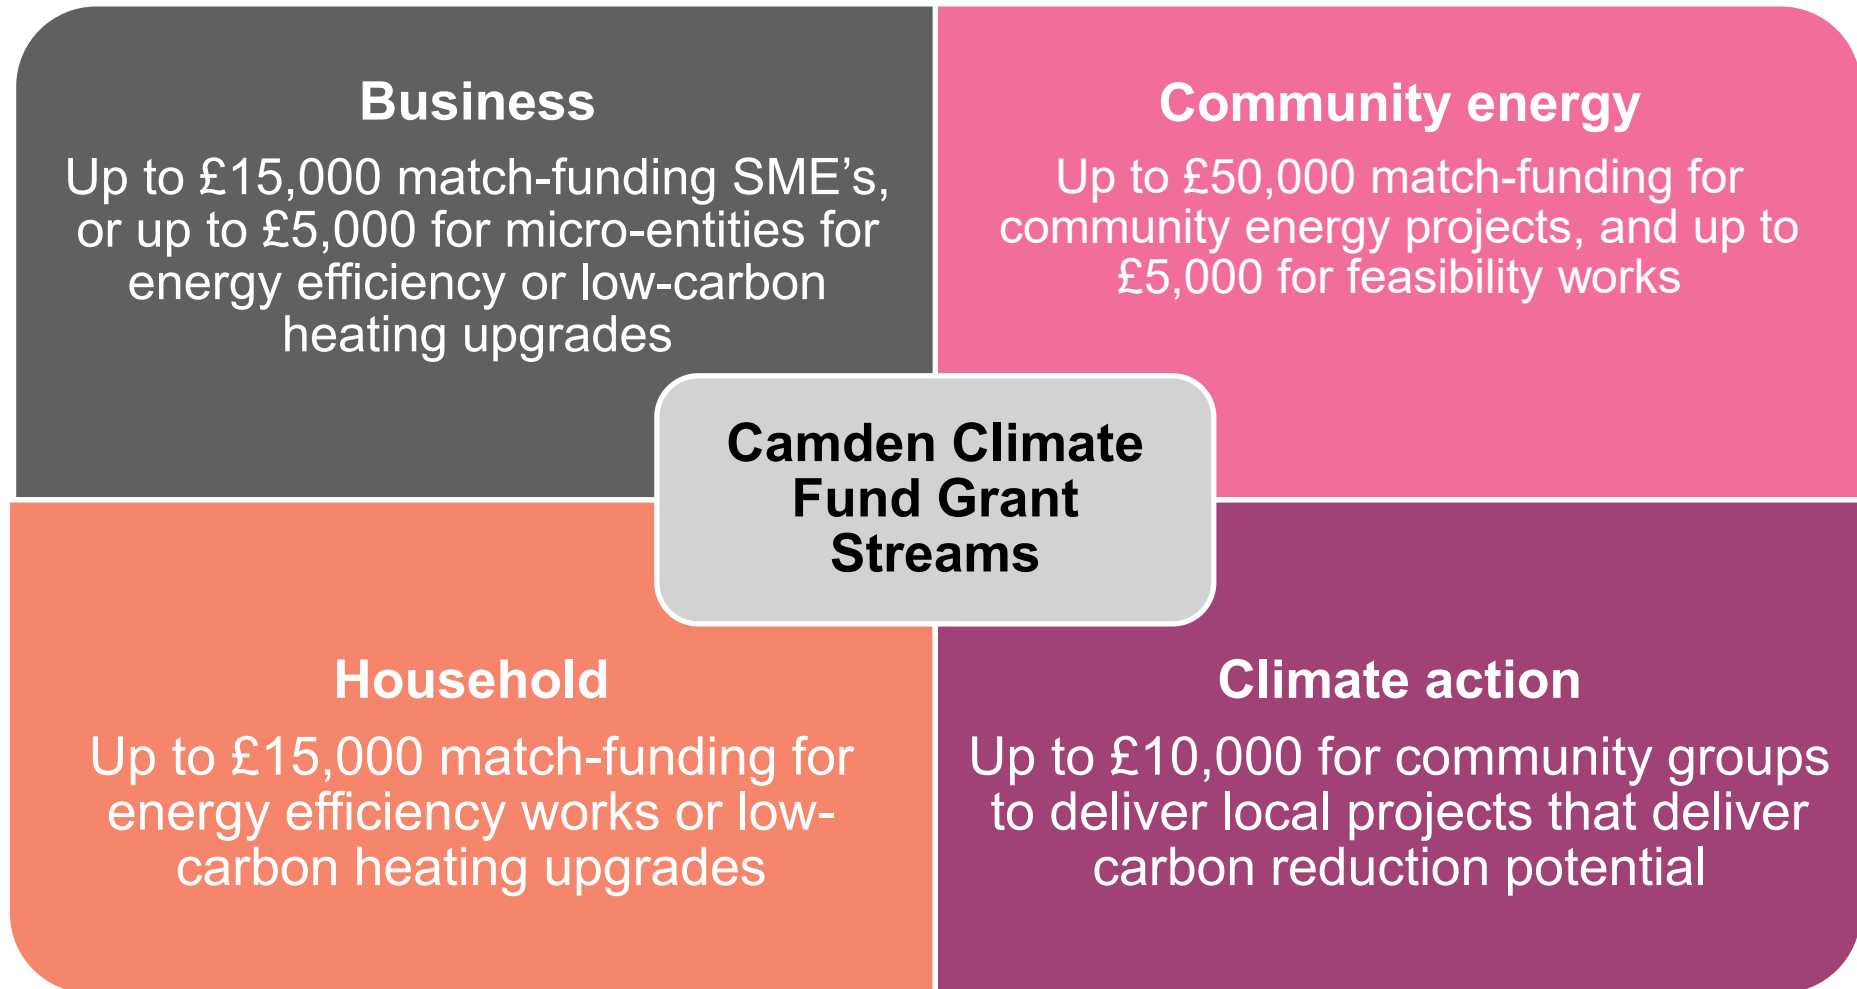 Business
Up to £15,000 match-funding SME’s,
or up to £5,000 for micro-entities for
energy efficiency or low-carbon
heating upgrades
Community energy
Up to £50,000 match-funding for
community energy projects, and up to
£5,000 for feasibility works
Camden Climate
Fund Grant
Streams
Household
Up to £15,000 match-funding for
energy efficiency works or low-
carbon heating upgrades
Climate action
Up to £10,000 for community groups
to deliver local projects that deliver
carbon reduction potential